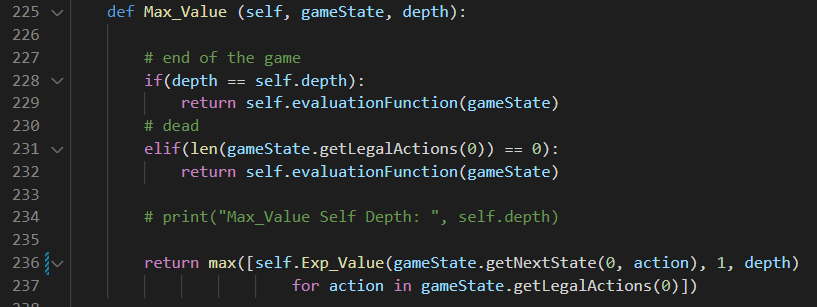 225 def Max_Value (self, gameState, depth):
226
227 # end of the game
228 if(depth == self.depth):
229 return self.evaluationFunction(gameState)
230 # dead
231 elif(len(gameState.getLegalActions(0)) == 0):
232 return self.evaluationFunction(gameState)
233
234 # print("Max_Value Self Depth: ", self.depth)
235
236 return max([self.Exp_Value(gameState.getNextState(0, action), 1, depth)
237 for action in gameState.getLegalActions(0)])